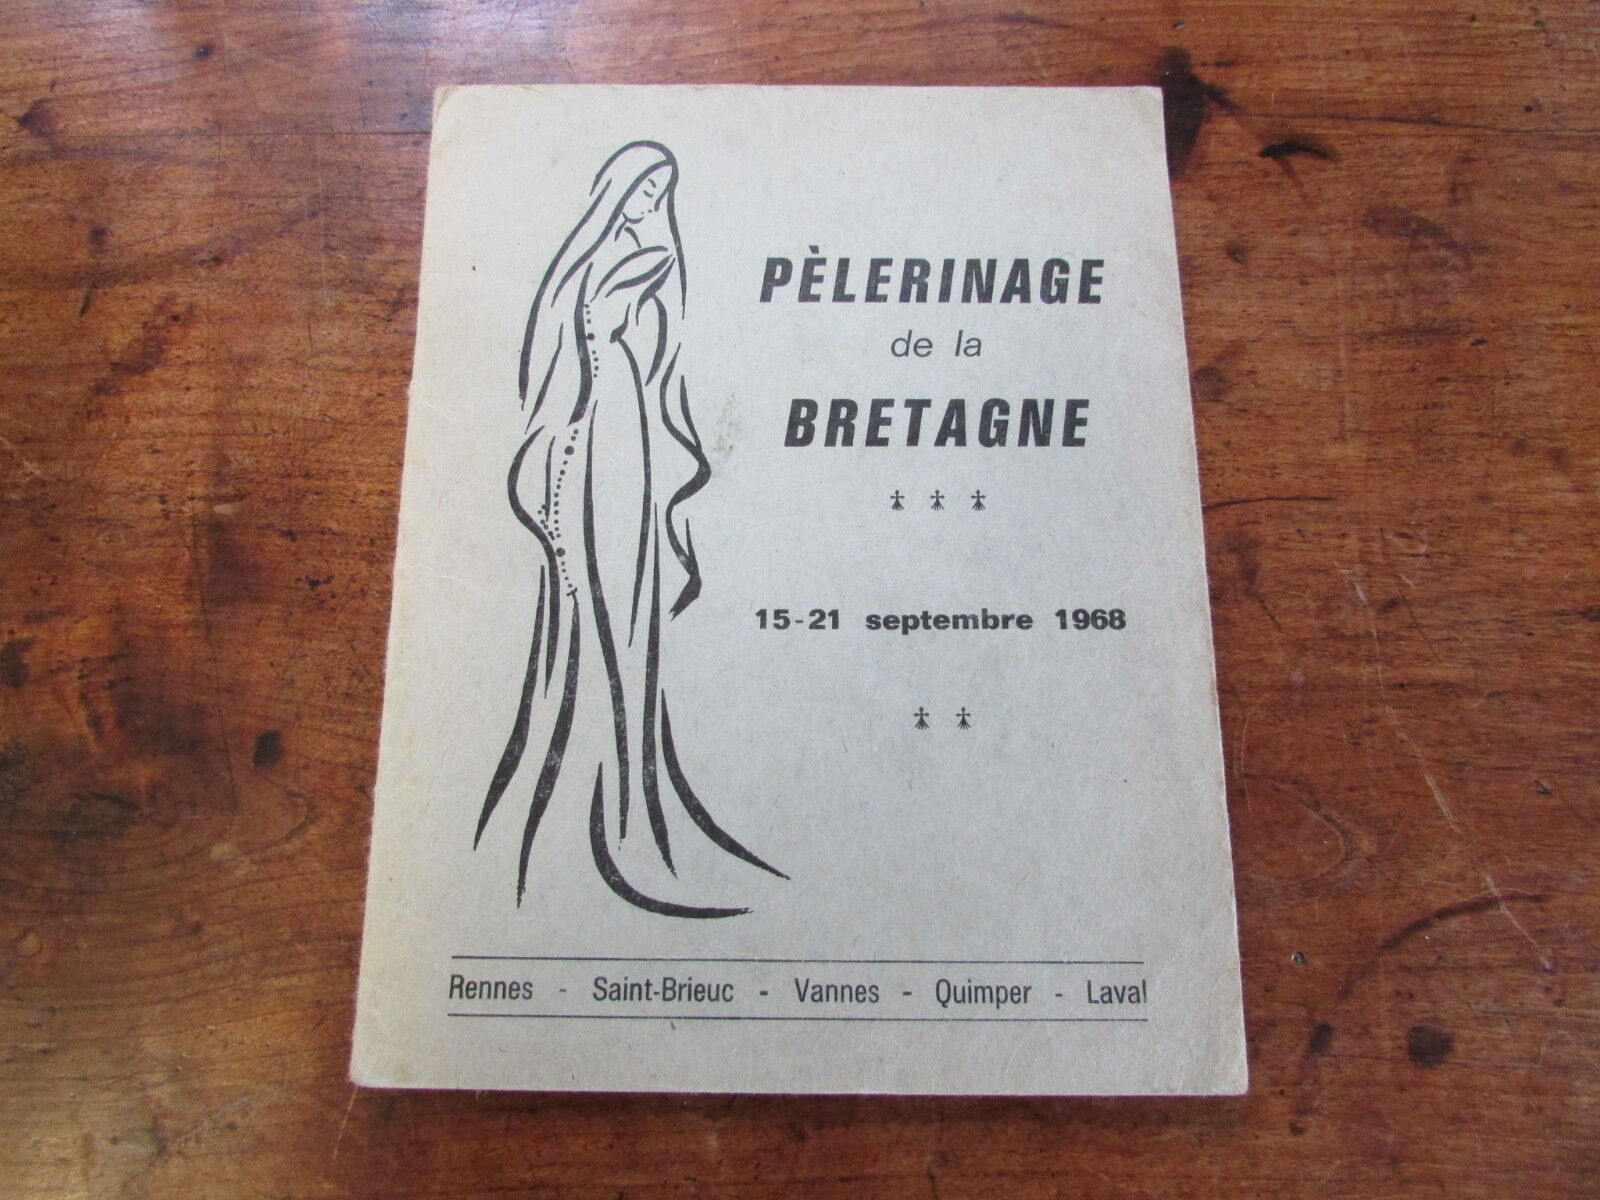 PÈLERINAGE
de la
BRETAGNE
15-21 septembre 1968
Rennes - Saint-Brieuc - Vannes - Quimper - Laval